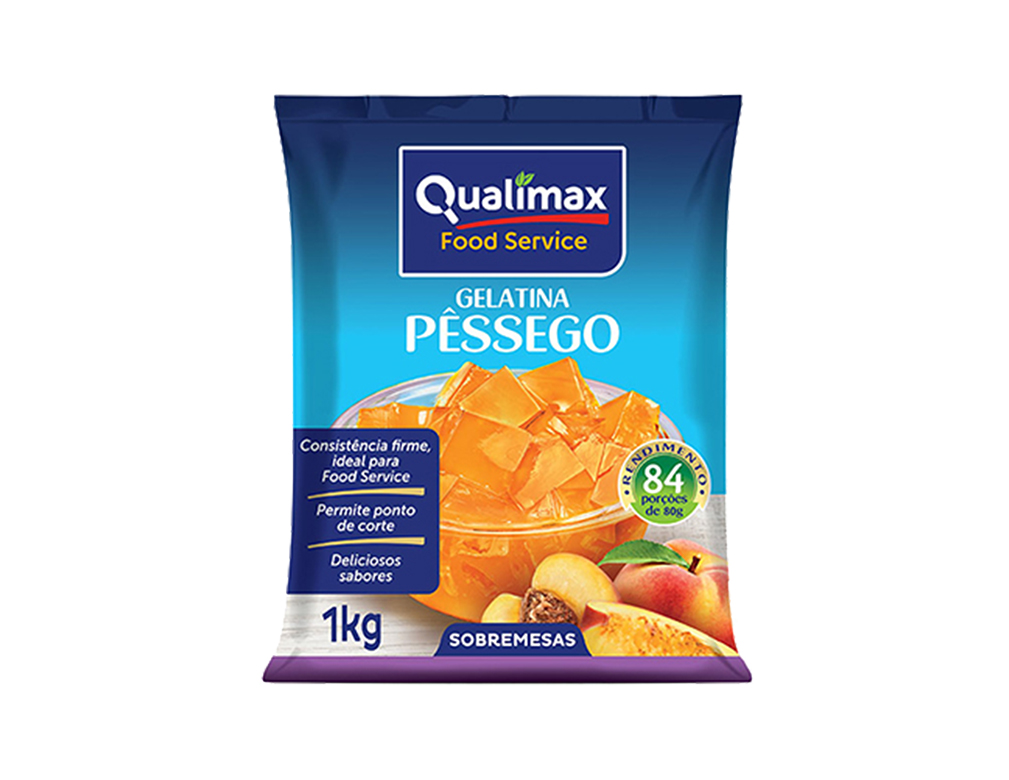 Qualimax
Food Service
GELATINA
PÊSSEGO
Consistência firme,
ideal para
Food Service
Permite ponto
de corte
Deliciosos
sabores
RENDIMENTO
84
porções
de 80g
1kg
SOBREMESAS